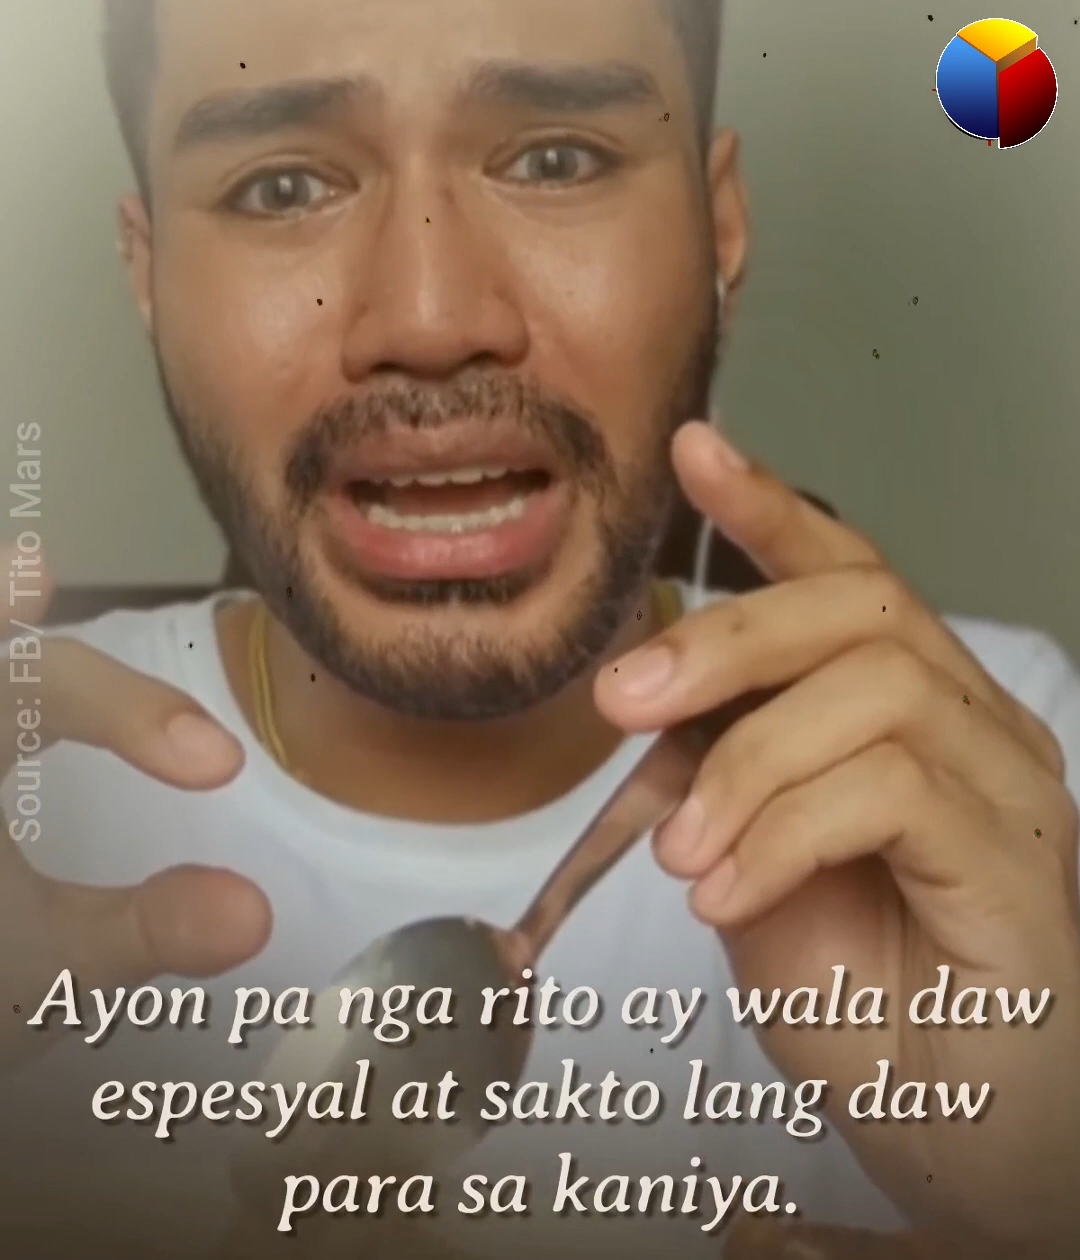 Source: FB/ Tito Mars
Ayon pa nga rito ay wala daw
espesyal at sakto lang daw
para sa kaniya.